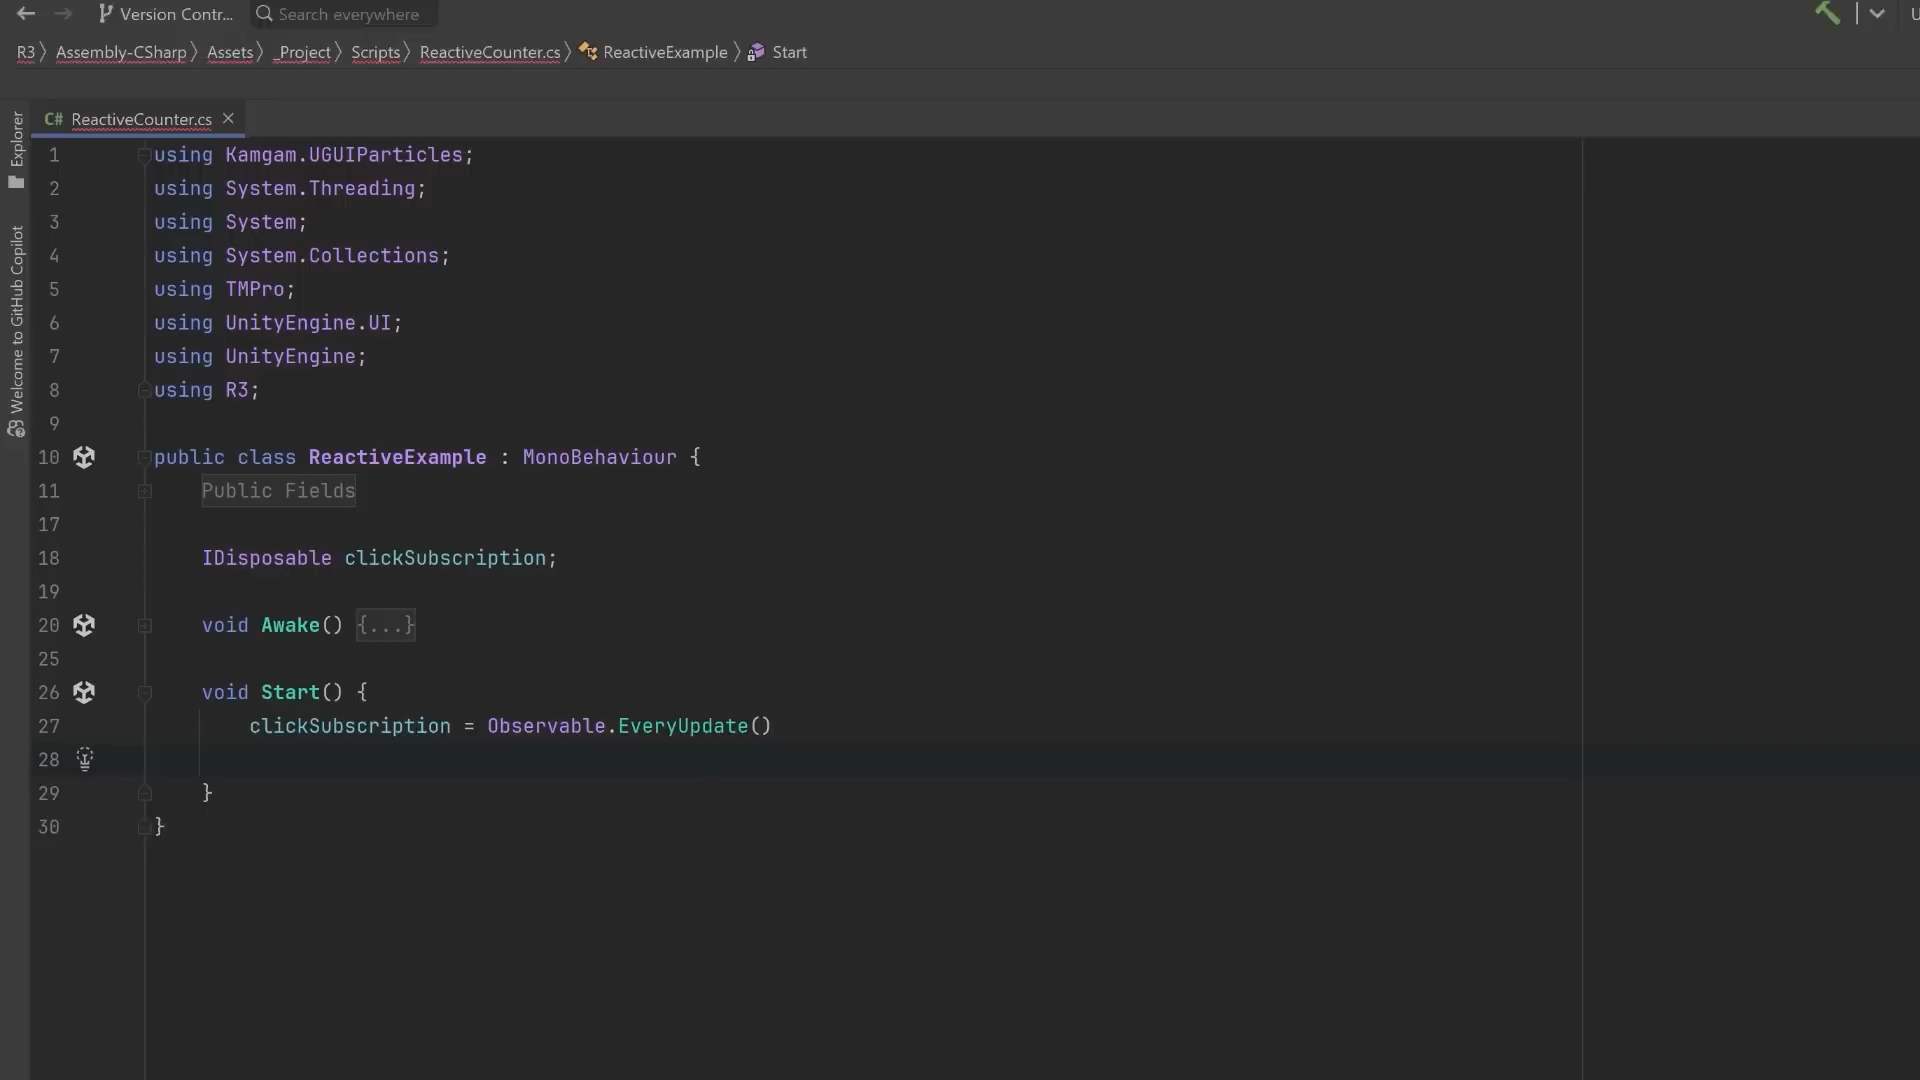 Version Contr...
Search everywhere
R3 Assembly-CSharp Assets _Project Scripts ReactiveCounter.cs ReactiveExample Start
C# ReactiveCounter.cs
Explorer
Welcome to GitHub Copilot
1 using Kamgam.UGUIParticles;
2 using System.Threading;
3 using System;
4 using System.Collections;
5 using TMPro;
6 using UnityEngine.UI;
7 using UnityEngine;
8 using R3;
9
10 public class ReactiveExample : MonoBehaviour {
11 Public Fields
17
18 IDisposable clickSubscription;
19
20 void Awake() {...}
25
26 void Start() {
27 clickSubscription = Observable.EveryUpdate()
28
29 }
30 }